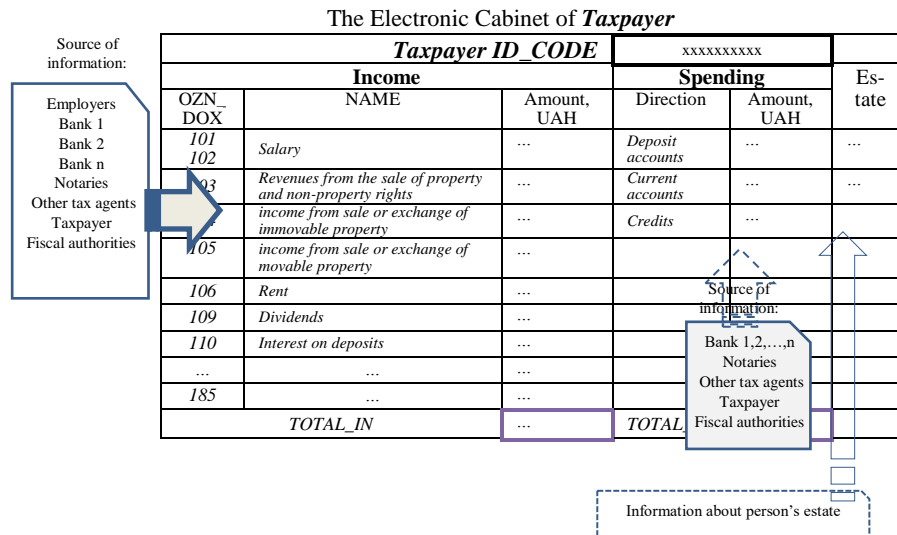 The Electronic Cabinet of Taxpayer
Source of
information:
Employers
Bank 1
Bank 2
Bank n
Notaries
Other tax agents
Taxpayer
Fiscal authorities
Taxpayer ID_CODE xxxxxxxxxx
Income Spending Es-
tate
OZN_
DOX NAME Amount,
UAH Direction Amount,
UAH
101
102 Salary ... Deposit
accounts ... ...
Revenues from the sale of property
and non-property rights ... Current
accounts ... ...
income from sale or exchange of
immovable property ... Credits ...
105 income from sale or exchange of
movable property ...
106 Rent ...
109 Dividends ...
110 Interest on deposits ...
... ... ...
185 ... ...
TOTAL_IN ... TOTAL_
Source of
information:
Bank 1,2,...,n
Notaries
Other tax agents
Taxpayer
Fiscal authorities
Information about person's estate